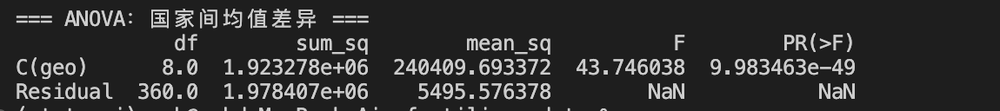 === ANOVA: 国家间均值差异 ===
df sum_sq mean_sq F PR(>F)
C(geo) 8.0 1.923278e+06 240409.693372 43.746038 9.983463e-49
Residual 360.0 1.978407e+06 5495.576378 NaN NaN